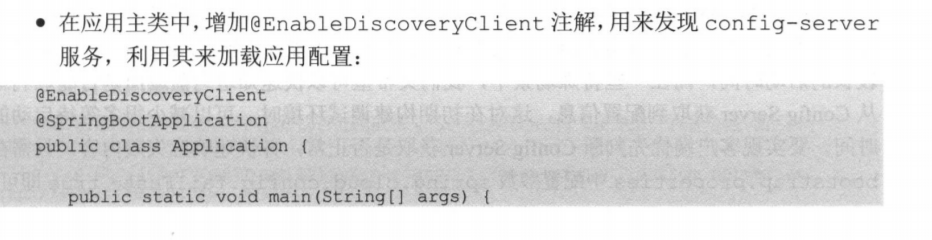 • 在应用主类中,增加@EnableDiscoveryClient 注解,用来发现 config-server
服务，利用其来加载应用配置：
@EnableDiscoveryClient
@SpringBootApplication
public class Application {
public static void main(String[] args) {